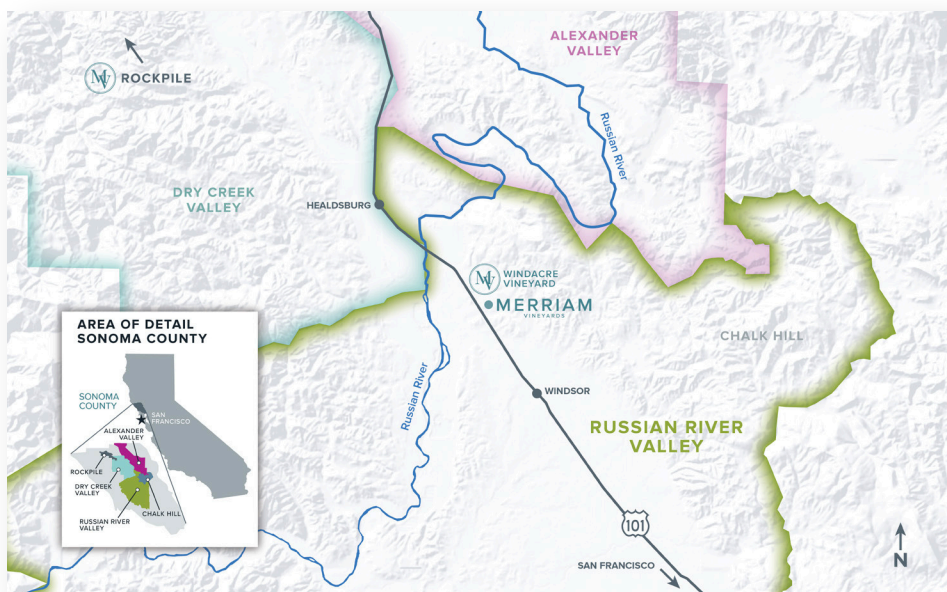 ALEXANDER
VALLEY
MV ROCKPILE
Russian River
DRY CREEK
VALLEY
HEALDSBURG
MV WINDACRE
VINEYARD
MERRIAM
VINEYARDS
CHALK HILL
WINDSOR
Russian River
RUSSIAN RIVER
VALLEY
101
SAN FRANCISCO
N
AREA OF DETAIL
SONOMA COUNTY
SONOMA
COUNTY
SAN
FRANCISCO
ALEXANDER
VALLEY
ROCKPILE
DRY CREEK
VALLEY
CHALK HILL
RUSSIAN RIVER
VALLEY